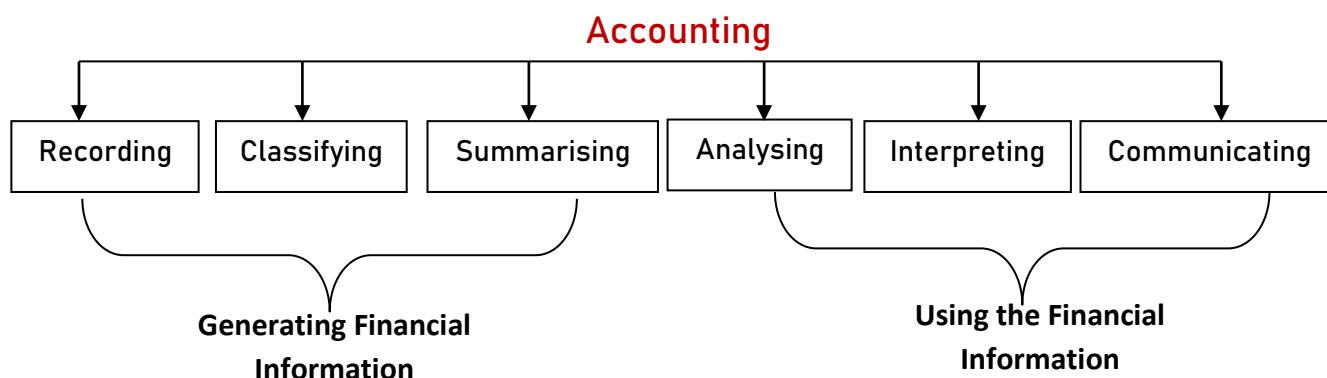 Accounting
Recording
Classifying
Summarising
Analysing
Interpreting
Communicating
Generating Financial
Information
Using the Financial
Information